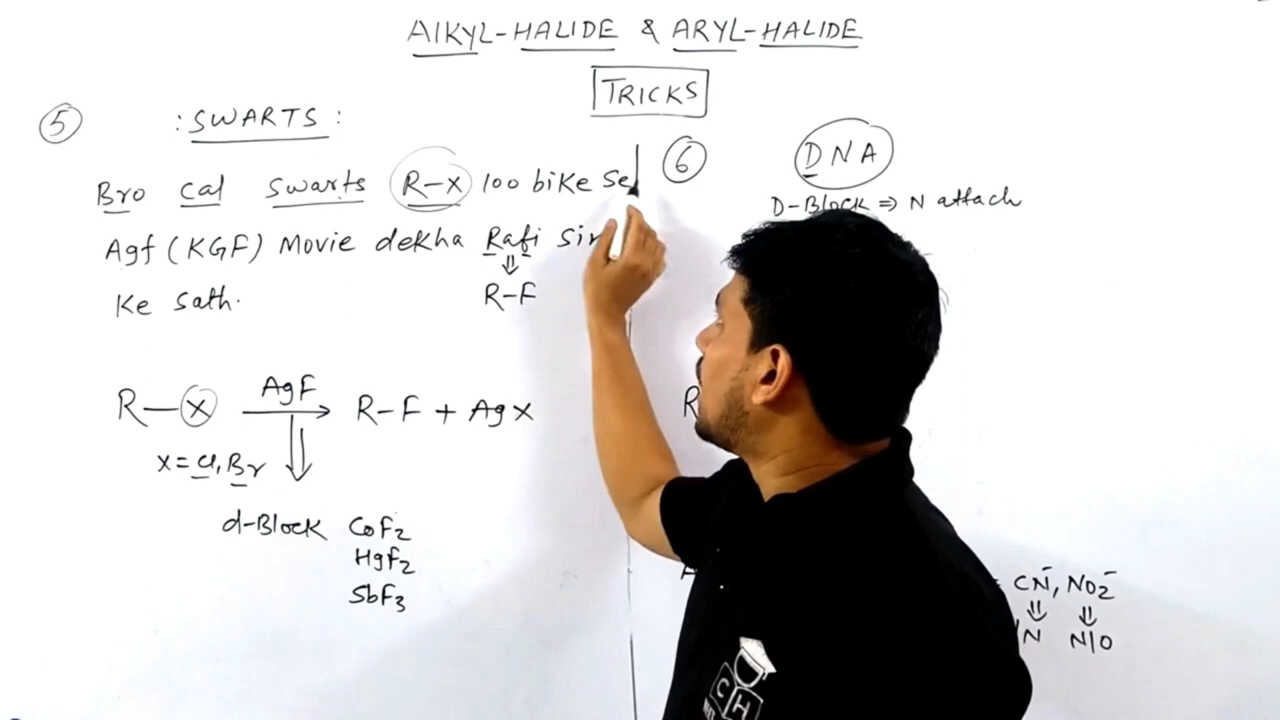 AlKyL-HALIDE & ARYL-HALIDE
TRICKS
5 :SWARTS:
Bro cal Swarts R-X 100 biKe se
Agf (KGF) Movie dekha Rafi sir
⇓
R-F
Ke sath.
R-X AgF → R-F + Agx
x = Cl, Br
d-Block CoF2
HgF2
SbF3
6 DNA
D-Block ⇒ N attach
R
CN⁻, NO2⁻
⇓ ⇓
N N|O
C H